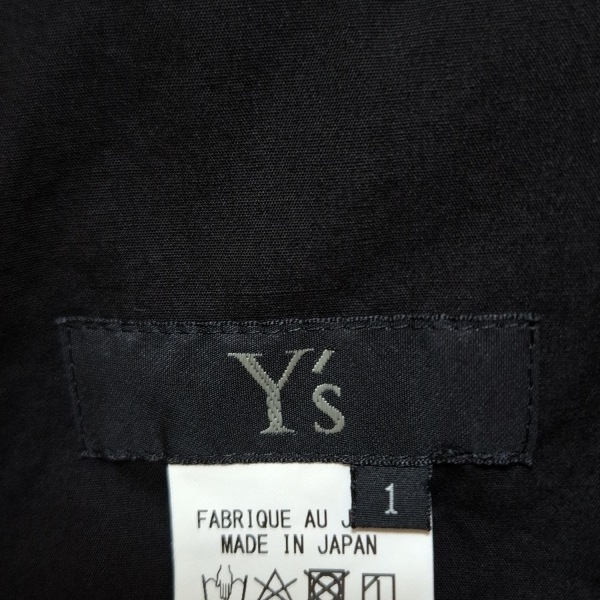 Y's
1
FABRIQUE AU J
MADE IN JAPAN